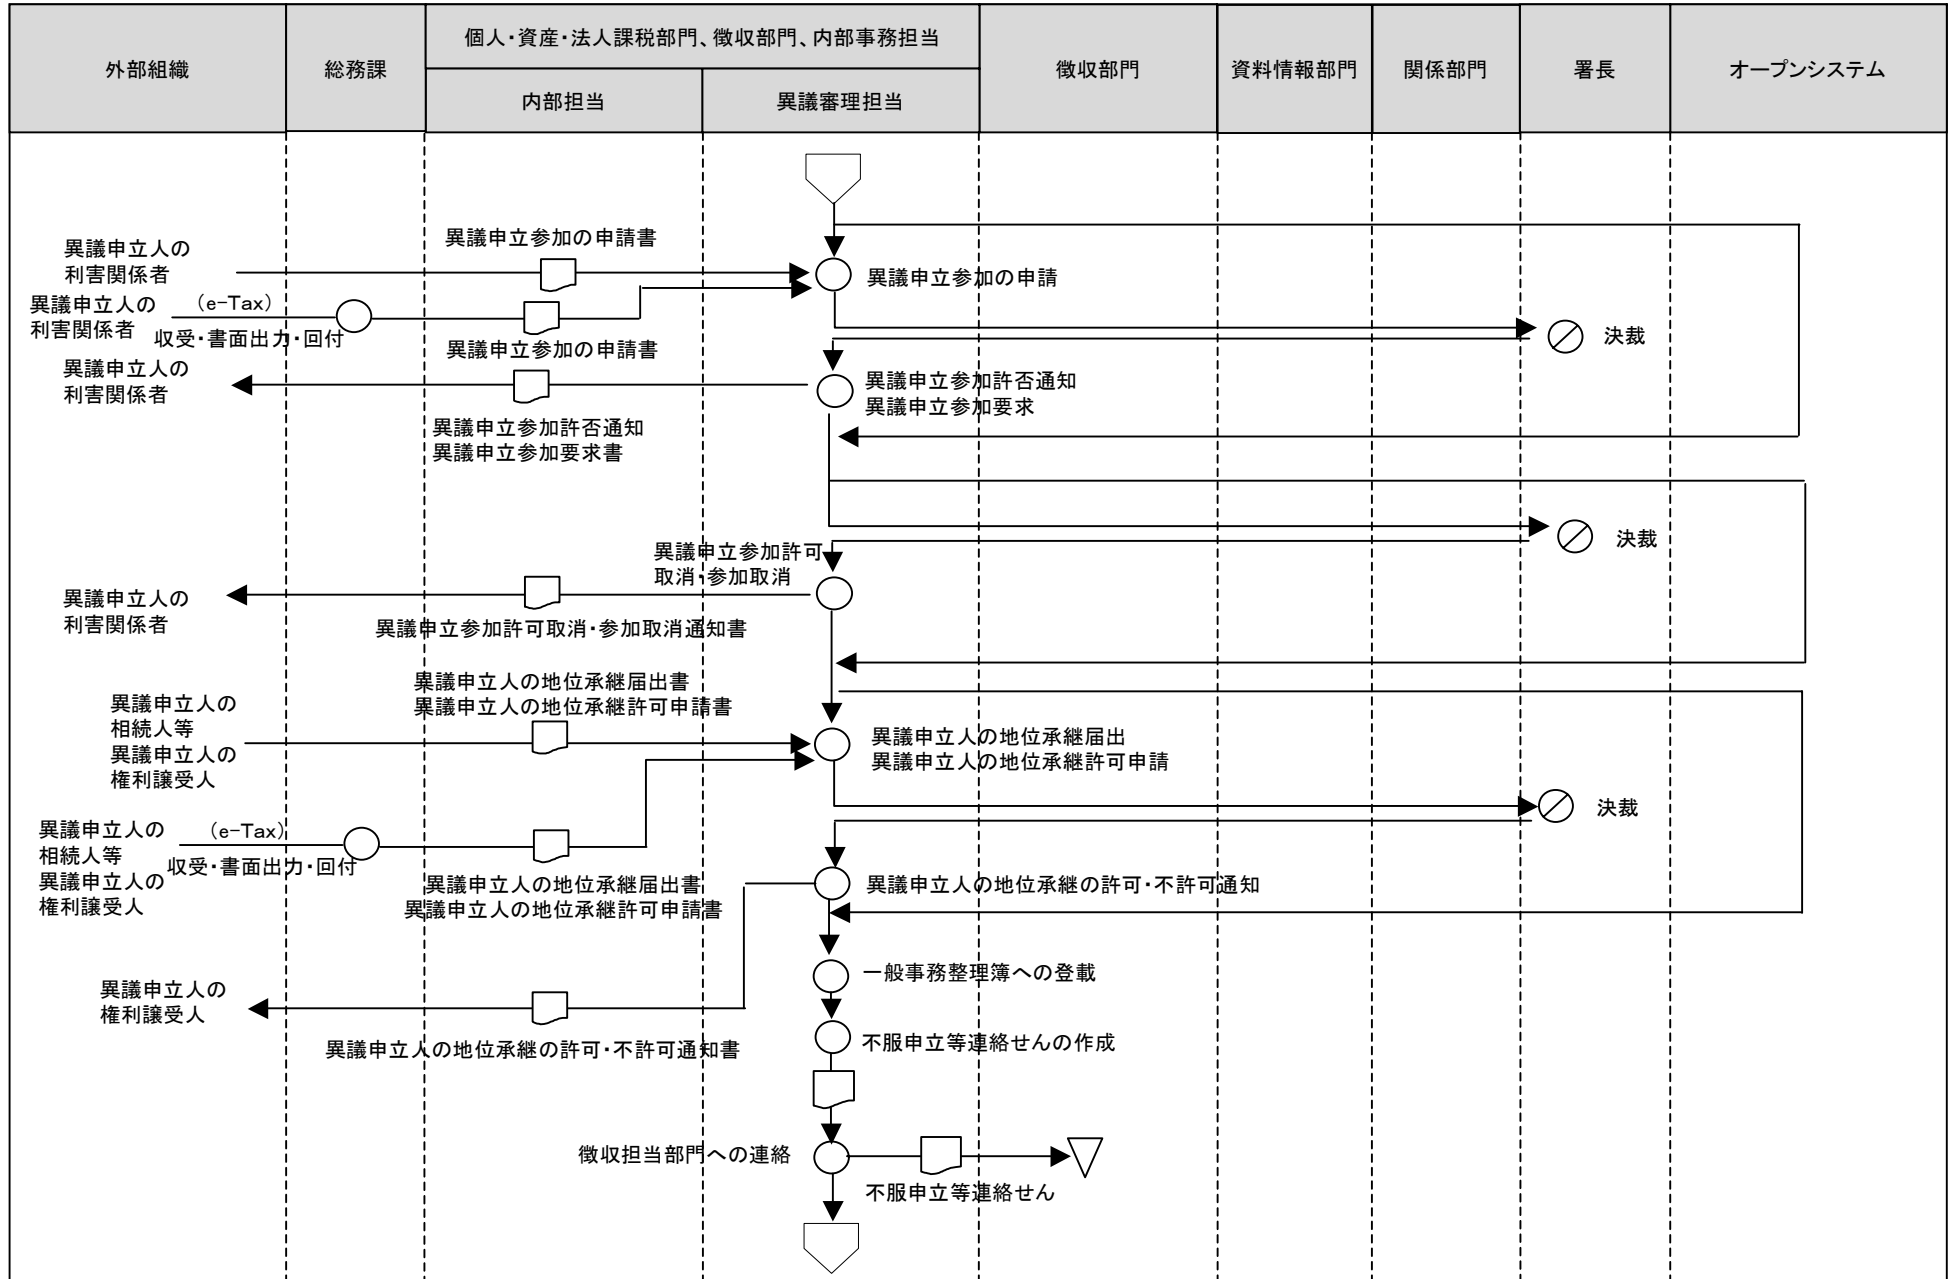 外部組織
総務課
個人・資産・法人課税部門、徴収部門、内部事務担当
内部担当
異議審理担当
徴収部門
資料情報部門
関係部門
署長
オープンシステム
異議申立参加の申請書
異議申立人の
利害関係者
異議申立参加の申請
異議申立人の
利害関係者
(e-Tax)
収受・書面出力・回付
決裁
異議申立参加の申請書
異議申立人の
利害関係者
異議申立参加許否通知
異議申立参加要求
異議申立参加許否通知
異議申立参加要求書
決裁
異議申立参加許可
取消・参加取消
異議申立人の
利害関係者
異議申立参加許可取消・参加取消通知書
異議申立人の地位承継届出書
異議申立人の地位承継許可申請書
異議申立人の
相続人等
異議申立人の
権利譲受人
異議申立人の地位承継届出
異議申立人の地位承継許可申請
決裁
異議申立人の
相続人等
異議申立人の
権利譲受人
(e-Tax)
収受・書面出力・回付
異議申立人の地位承継届出書
異議申立人の地位承継許可申請書
異議申立人の地位承継の許可・不許可通知
一般事務整理簿への登載
異議申立人の
権利譲受人
異議申立人の地位承継の許可・不許可通知書
不服申立等連絡せんの作成
徴収担当部門への連絡
不服申立等連絡せん